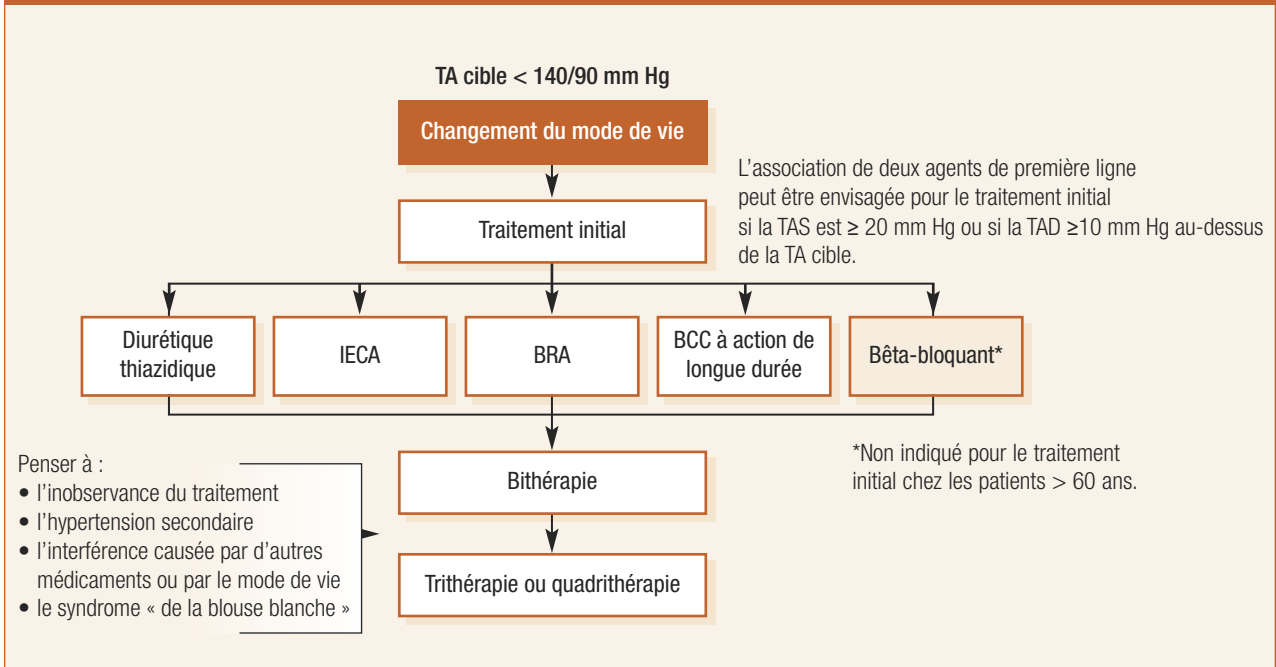 TA cible < 140/90 mm Hg
Changement du mode de vie
L’association de deux agents de première ligne
peut être envisagée pour le traitement initial
si la TAS est ≥ 20 mm Hg ou si la TAD ≥10 mm Hg au-dessus
de la TA cible.
Traitement initial
Diurétique
thiazidique
IECA
BRA
BCC à action de
longue durée
Bêta-bloquant*
*Non indiqué pour le traitement
initial chez les patients > 60 ans.
Penser à :
• l’inobservance du traitement
• l’hypertension secondaire
• l’interférence causée par d’autres
médicaments ou par le mode de vie
• le syndrome « de la blouse blanche »
Bithérapie
Trithérapie ou quadrithérapie